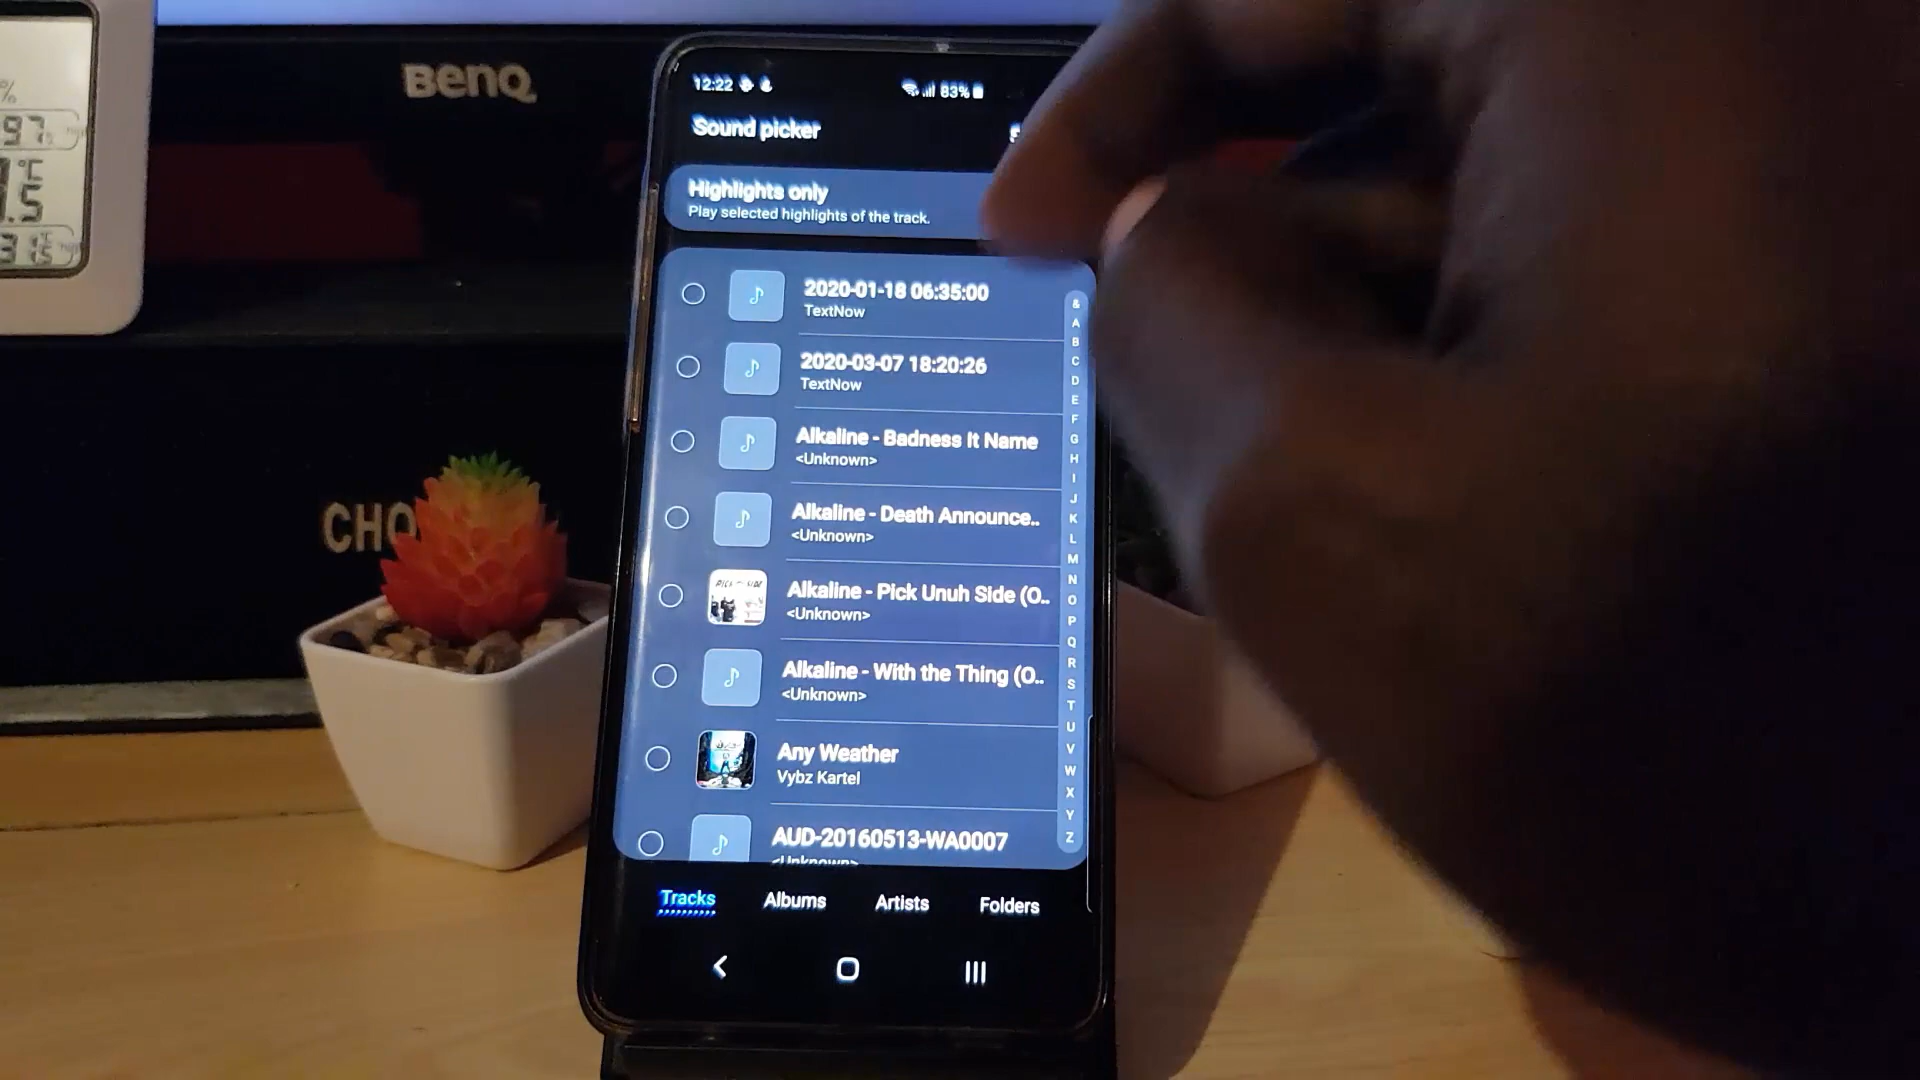 BenQ
%
97%
°C
.5
CHO
12:22
83%
Sound picker
Highlights only
Play selected highlights of the track.
2020-01-18 06:35:00
TextNow
2020-03-07 18:20:26
TextNow
Alkaline - Badness It Name
<Unknown>
Alkaline - Death Announce..
<Unknown>
Alkaline - Pick Unuh Side (O..
<Unknown>
Alkaline - With the Thing (O..
<Unknown>
Any Weather
Vybz Kartel
AUD-20160513-WA0007
<Unknown>
&
A
B
C
D
E
F
G
H
I
J
K
L
M
N
O
P
Q
R
S
T
U
V
W
X
Y
Z
Tracks Albums Artists Folders